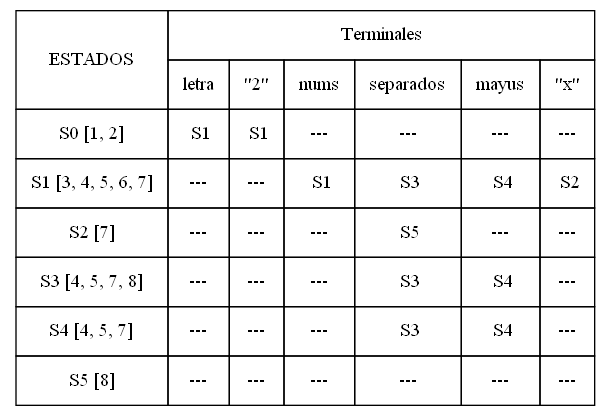 ESTADOS Terminales
letra "2" nums separados mayus "x"
S0 [1, 2] S1 S1 --- --- --- ---
S1 [3, 4, 5, 6, 7] --- --- S1 S3 S4 S2
S2 [7] --- --- --- S5 --- ---
S3 [4, 5, 7, 8] --- --- --- S3 S4 ---
S4 [4, 5, 7] --- --- --- S3 S4 ---
S5 [8] --- --- --- --- --- ---